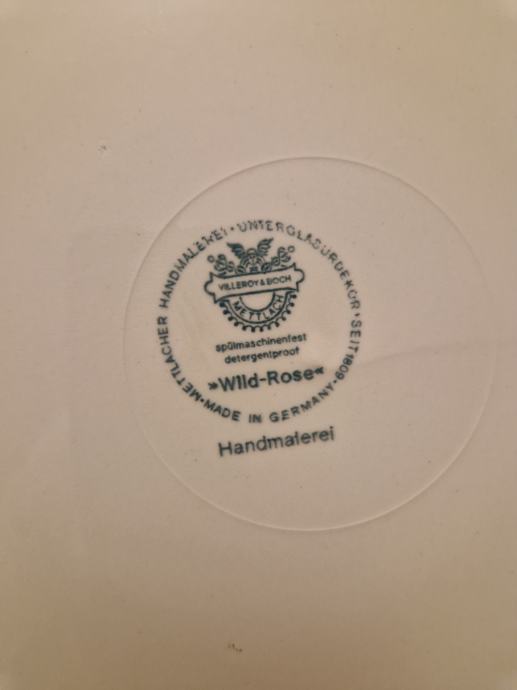 METTLACHER HANDMALEREI · UNTERGLASURDEKOR · SEIT 1809 ·
VILLEROY & BOCH
METTLACH
spülmaschinenfest
detergentproof
»Wild-Rose«
· MADE IN GERMANY ·
Handmalerei